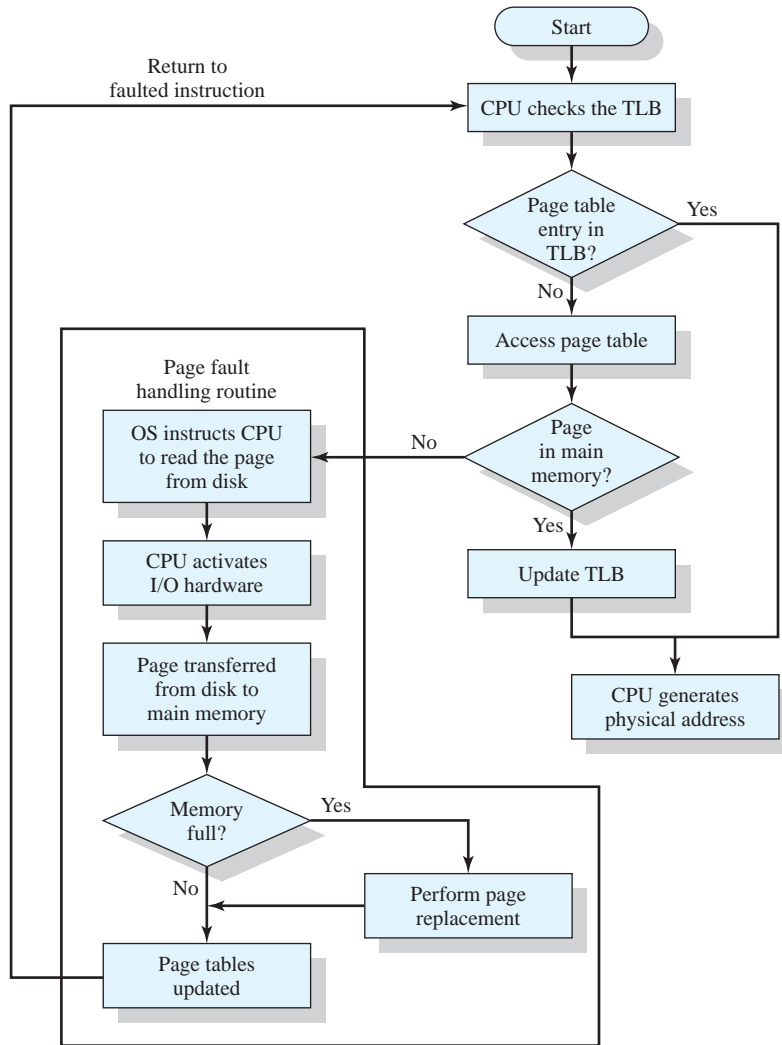 Start
Return to
faulted instruction
CPU checks the TLB
Page table
entry in
TLB?
Yes
No
Access page table
Page fault
handling routine
OS instructs CPU
to read the page
from disk
No
Page
in main
memory?
Yes
CPU activates
I/O hardware
Update TLB
Page transferred
from disk to
main memory
CPU generates
physical address
Memory
full?
Yes
No
Perform page
replacement
Page tables
updated